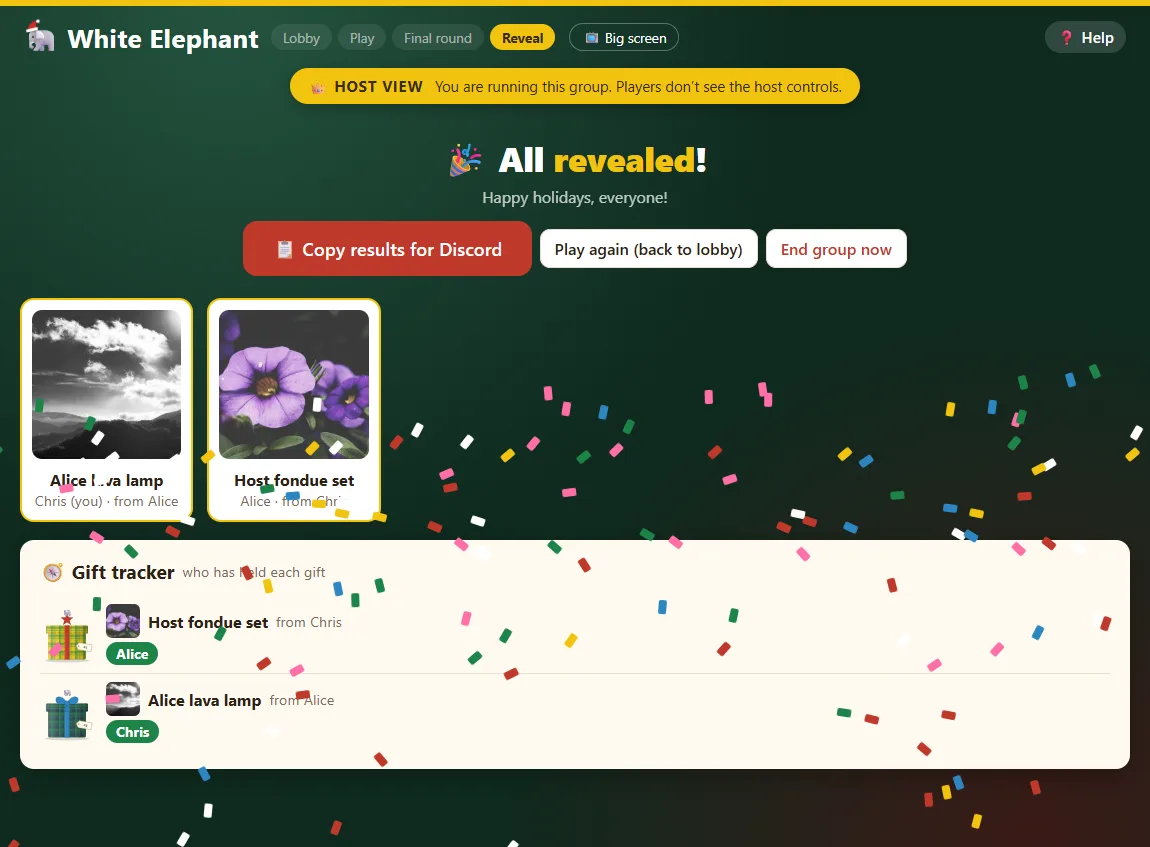 White Elephant
Lobby
Play
Final round
Reveal
Big screen
Help
HOST VIEW You are running this group. Players don't see the host controls.
All revealed!
Happy holidays, everyone!
Copy results for Discord
Play again (back to lobby)
End group now
Alice lava lamp
Chris (you) · from Alice
Host fondue set
Alice · from Chris
Gift tracker who has held each gift
Host fondue set from Chris
Alice
Alice lava lamp from Alice
Chris